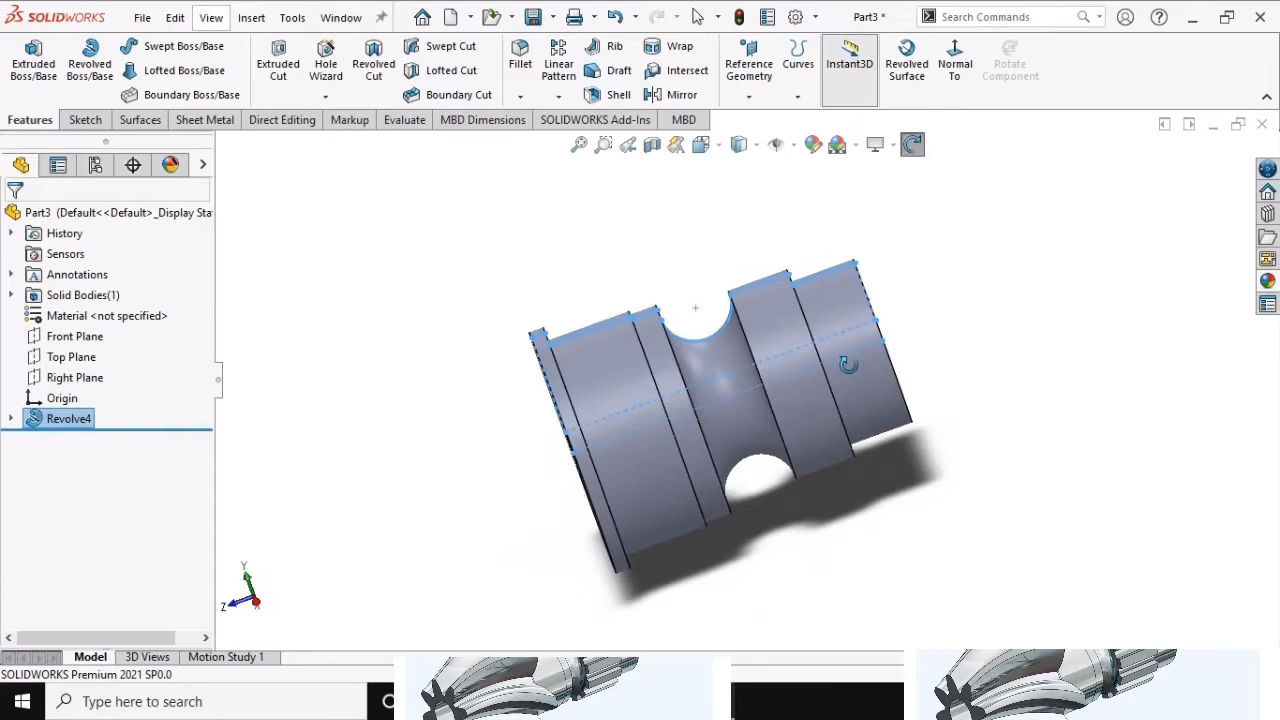 SOLIDWORKS File Edit View Insert Tools Window Part3 * Search Commands
Extruded Boss/Base
Revolved Boss/Base
Swept Boss/Base
Lofted Boss/Base
Boundary Boss/Base
Extruded Cut
Hole Wizard
Revolved Cut
Swept Cut
Lofted Cut
Boundary Cut
Fillet
Linear Pattern
Rib
Draft
Shell
Wrap
Intersect
Mirror
Reference Geometry
Curves
Instant3D
Revolved Surface
Normal To
Rotate Component
Features Sketch Surfaces Sheet Metal Direct Editing Markup Evaluate MBD Dimensions SOLIDWORKS Add-Ins MBD
Part3 (Default<<Default>_Display Sta
History
Sensors
Annotations
Solid Bodies(1)
Material <not specified>
Front Plane
Top Plane
Right Plane
Origin
Revolve4
Y
Z
X
Model 3D Views Motion Study 1
SOLIDWORKS Premium 2021 SP0.0
Type here to search